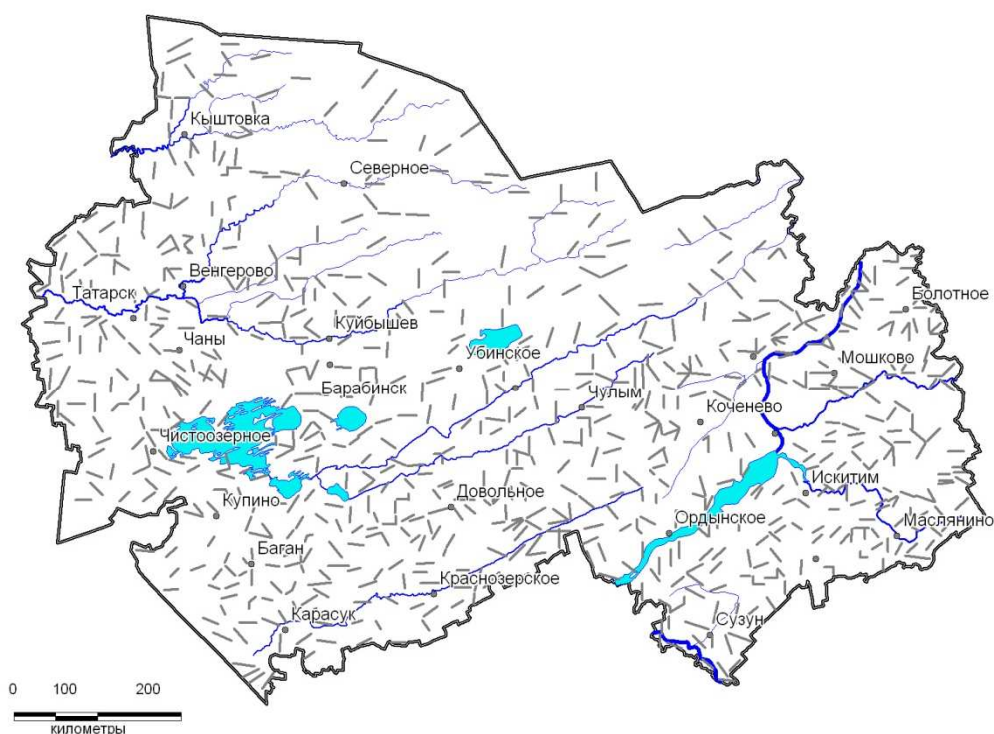 Кыштовка
Северное
Венгерово
Татарск
Болотное
Чаны
Куйбышев
Убинское
Мошково
Барабинск
Чулым
Коченево
Чистоозерное
Искитим
Купино
Довольное
Ордынское
Маслянино
Баган
Краснозерское
Карасук
Сузун
0 100 200
километры